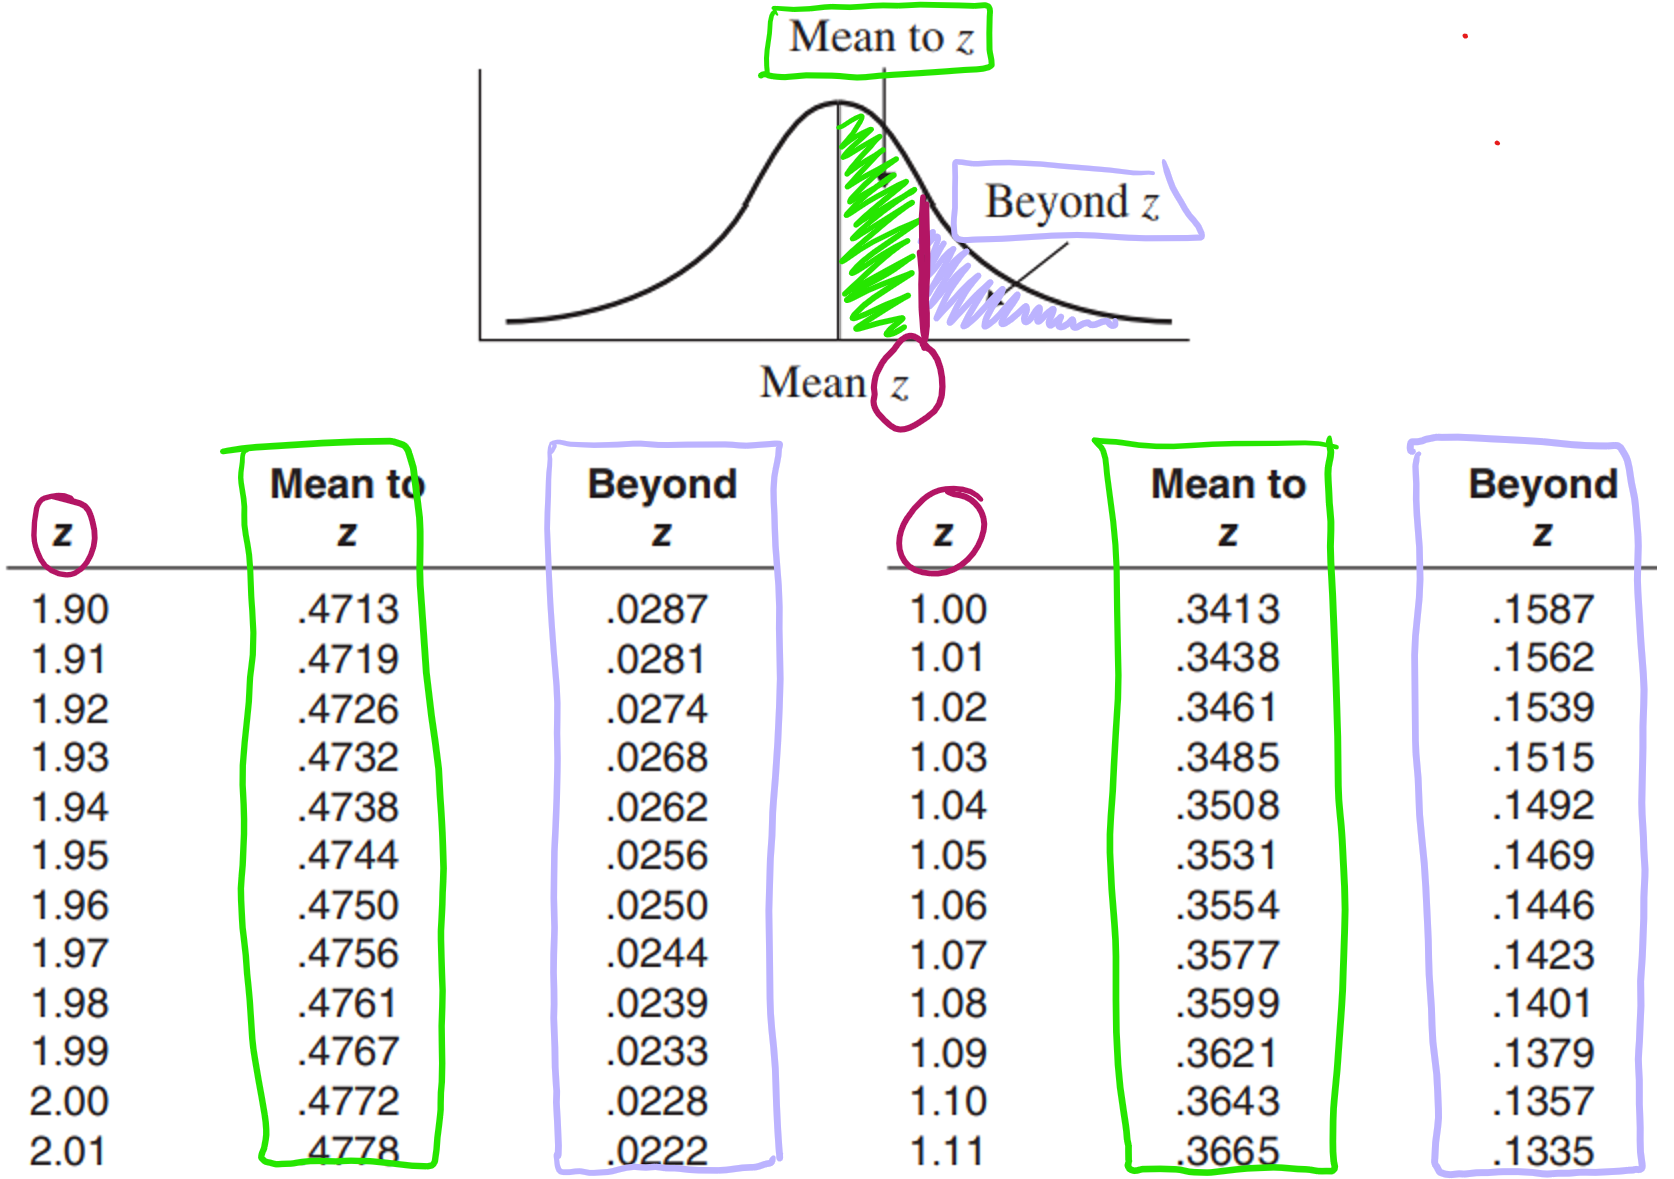 Mean to z
Beyond z
Mean z
z Mean to z Beyond z z Mean to z Beyond z
1.90 .4713 .0287 1.00 .3413 .1587
1.91 .4719 .0281 1.01 .3438 .1562
1.92 .4726 .0274 1.02 .3461 .1539
1.93 .4732 .0268 1.03 .3485 .1515
1.94 .4738 .0262 1.04 .3508 .1492
1.95 .4744 .0256 1.05 .3531 .1469
1.96 .4750 .0250 1.06 .3554 .1446
1.97 .4756 .0244 1.07 .3577 .1423
1.98 .4761 .0239 1.08 .3599 .1401
1.99 .4767 .0233 1.09 .3621 .1379
2.00 .4772 .0228 1.10 .3643 .1357
2.01 .4778 .0222 1.11 .3665 .1335